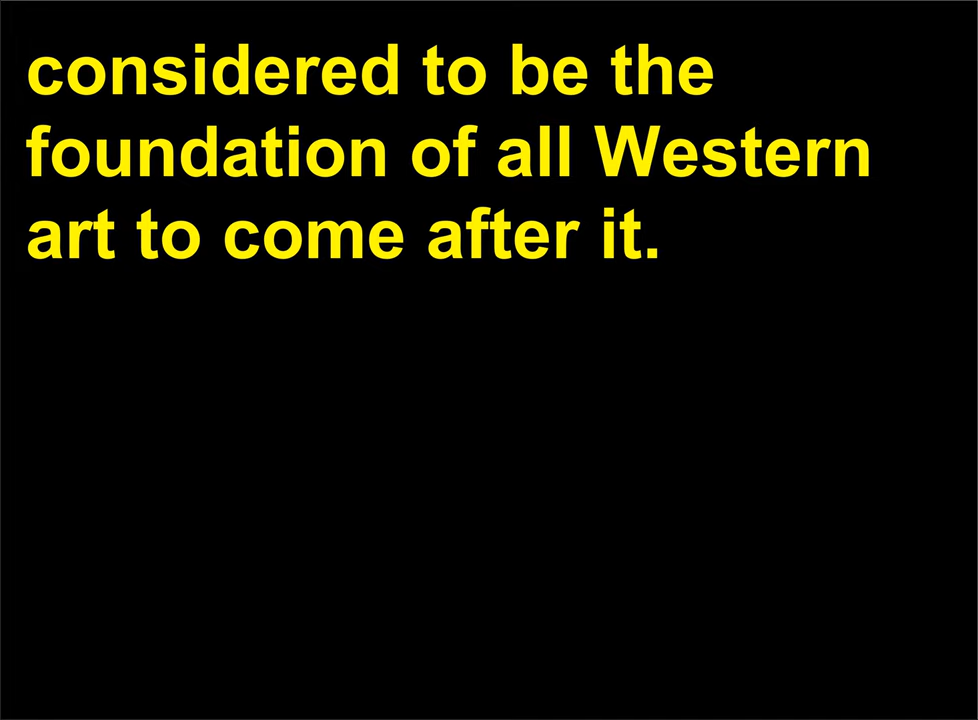 considered to be the
foundation of all Western
art to come after it.